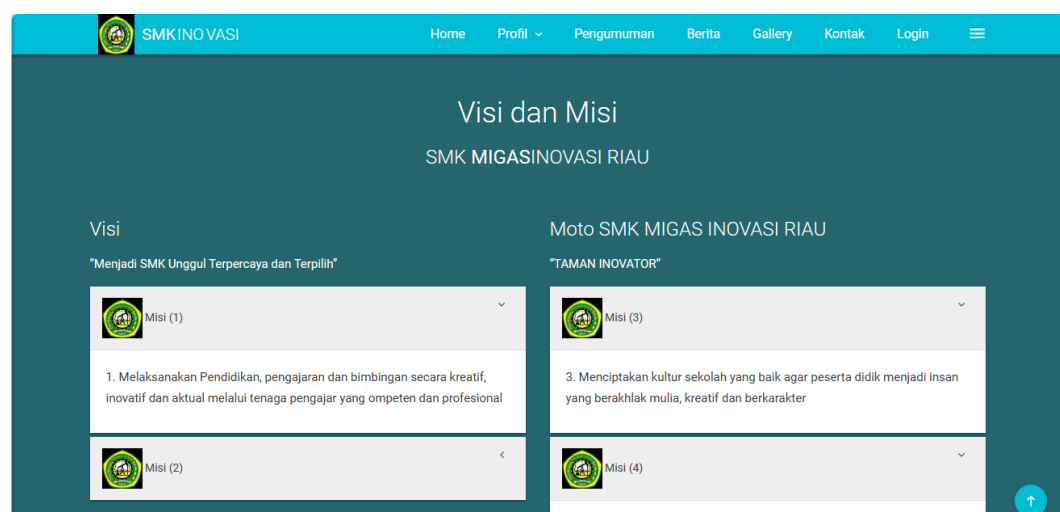 SMKINOVASI
Home Profil Pengumuman Berita Gallery Kontak Login
Visi dan Misi
SMK MIGASINOVASI RIAU
Visi
"Menjadi SMK Unggul Terpercaya dan Terpilih"
Misi (1)
1. Melaksanakan Pendidikan, pengajaran dan bimbingan secara kreatif,
inovatif dan aktual melalui tenaga pengajar yang ompeten dan profesional
Misi (2)
Moto SMK MIGAS INOVASI RIAU
"TAMAN INOVATOR"
Misi (3)
3. Menciptakan kultur sekolah yang baik agar peserta didik menjadi insan
yang berakhlak mulia, kreatif dan berkarakter
Misi (4)